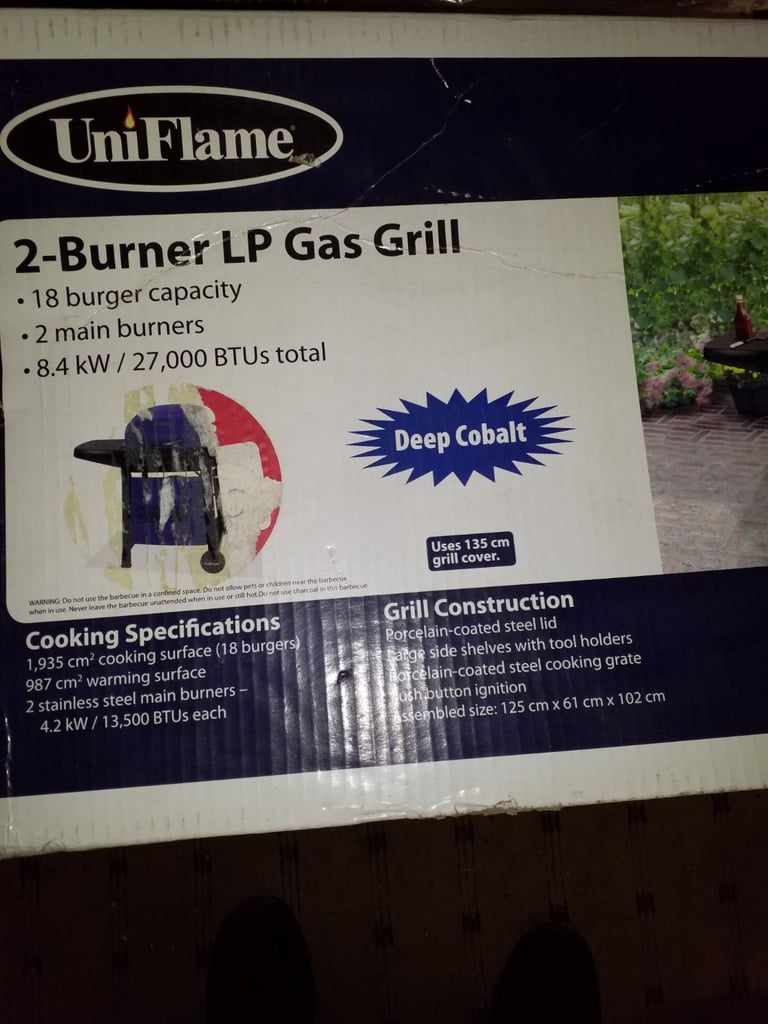 UniFlame
2-Burner LP Gas Grill
• 18 burger capacity
• 2 main burners
• 8.4 kW / 27,000 BTUs total
Deep Cobalt
Uses 135 cm
grill cover.
WARNING: Do not use the barbecue in a confined space. Do not allow pets or children near the barbecue
when in use. Never leave the barbecue unattended when in use or still hot.Do not use charcoal in this barbecue.
Cooking Specifications
1,935 cm² cooking surface (18 burgers)
987 cm² warming surface
2 stainless steel main burners –
4.2 kW / 13,500 BTUs each
Grill Construction
Porcelain-coated steel lid
Large side shelves with tool holders
Porcelain-coated steel cooking grate
Push button ignition
Assembled size: 125 cm x 61 cm x 102 cm